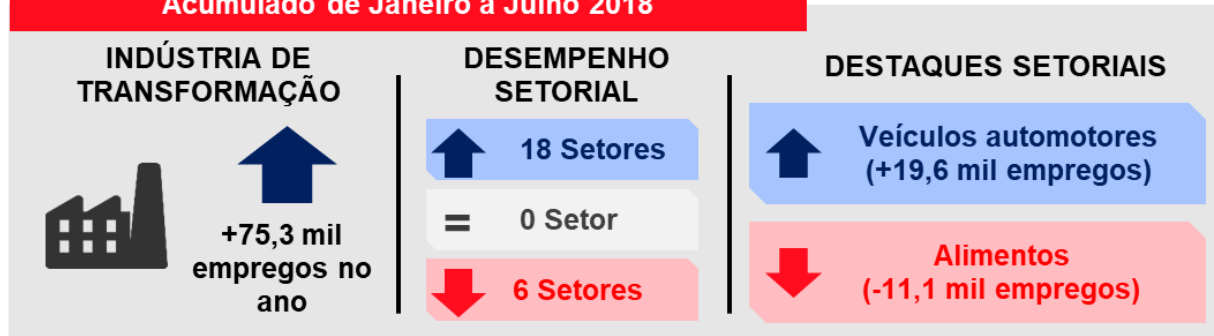 Acumulado de Janeiro a Julho 2018
INDÚSTRIA DE
TRANSFORMAÇÃO
+75,3 mil
empregos no
ano
DESEMPENHO
SETORIAL
18 Setores
= 0 Setor
6 Setores
DESTAQUES SETORIAIS
Veículos automotores
(+19,6 mil empregos)
Alimentos
(-11,1 mil empregos)